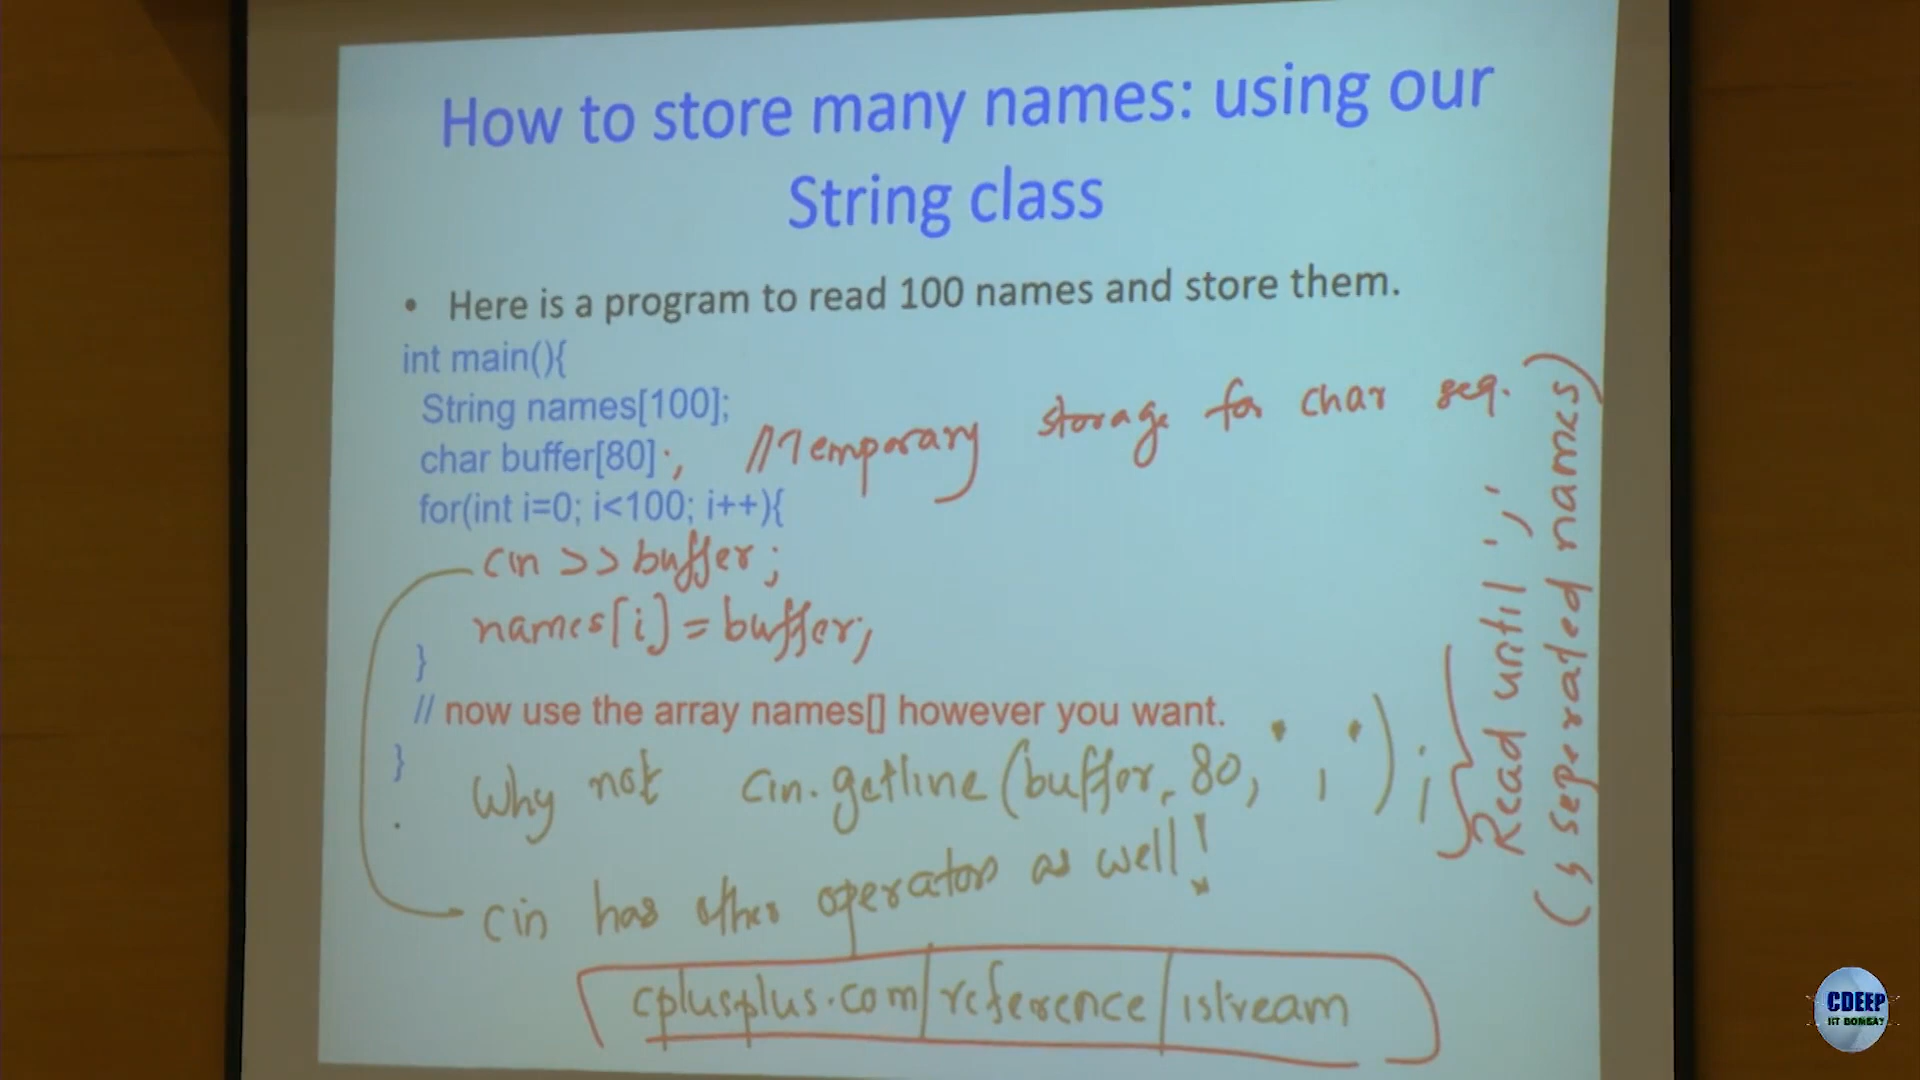 How to store many names: using our
String class
• Here is a program to read 100 names and store them.
int main(){
String names[100];
char buffer[80] ; //Temporary storage for char seq.
for(int i=0; i<100; i++){
cin >> buffer;
names[i] = buffer;
}
// now use the array names[] however you want.
}
Why not cin.getline(buffer, 80, ',');
Read until ','
(, seperated names)
cin has other operators as well!
cplusplus.com/reference/istream
CDEEP
IIT BOMBAY